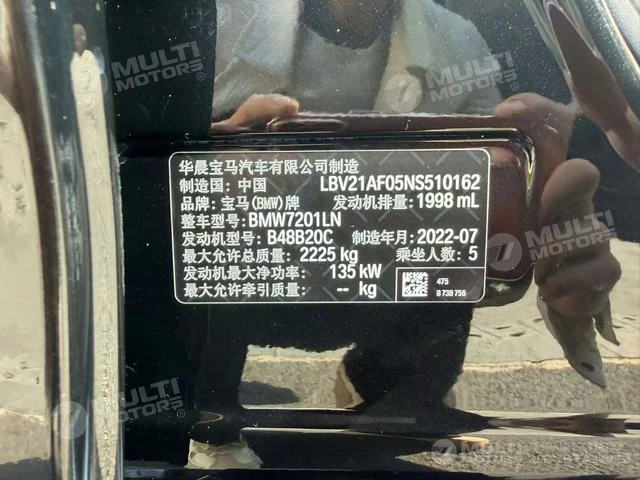 MULTI
MOTORS®
MULTI
MOTORS®
华晨宝马汽车有限公司制造
制造国：中国 LBV21AF05NS510162
品牌：宝马(BMW)牌 发动机排量：1998 mL
整车型号：BMW7201LN
发动机型号：B48B20C 制造年月：2022-07
最大允许总质量：2225 kg 乘坐人数：5
发动机最大净功率：135 kW
最大允许牵引质量：-- kg
475
8 738 756
MULTI
MOTORS®
MULTI
MOTORS®